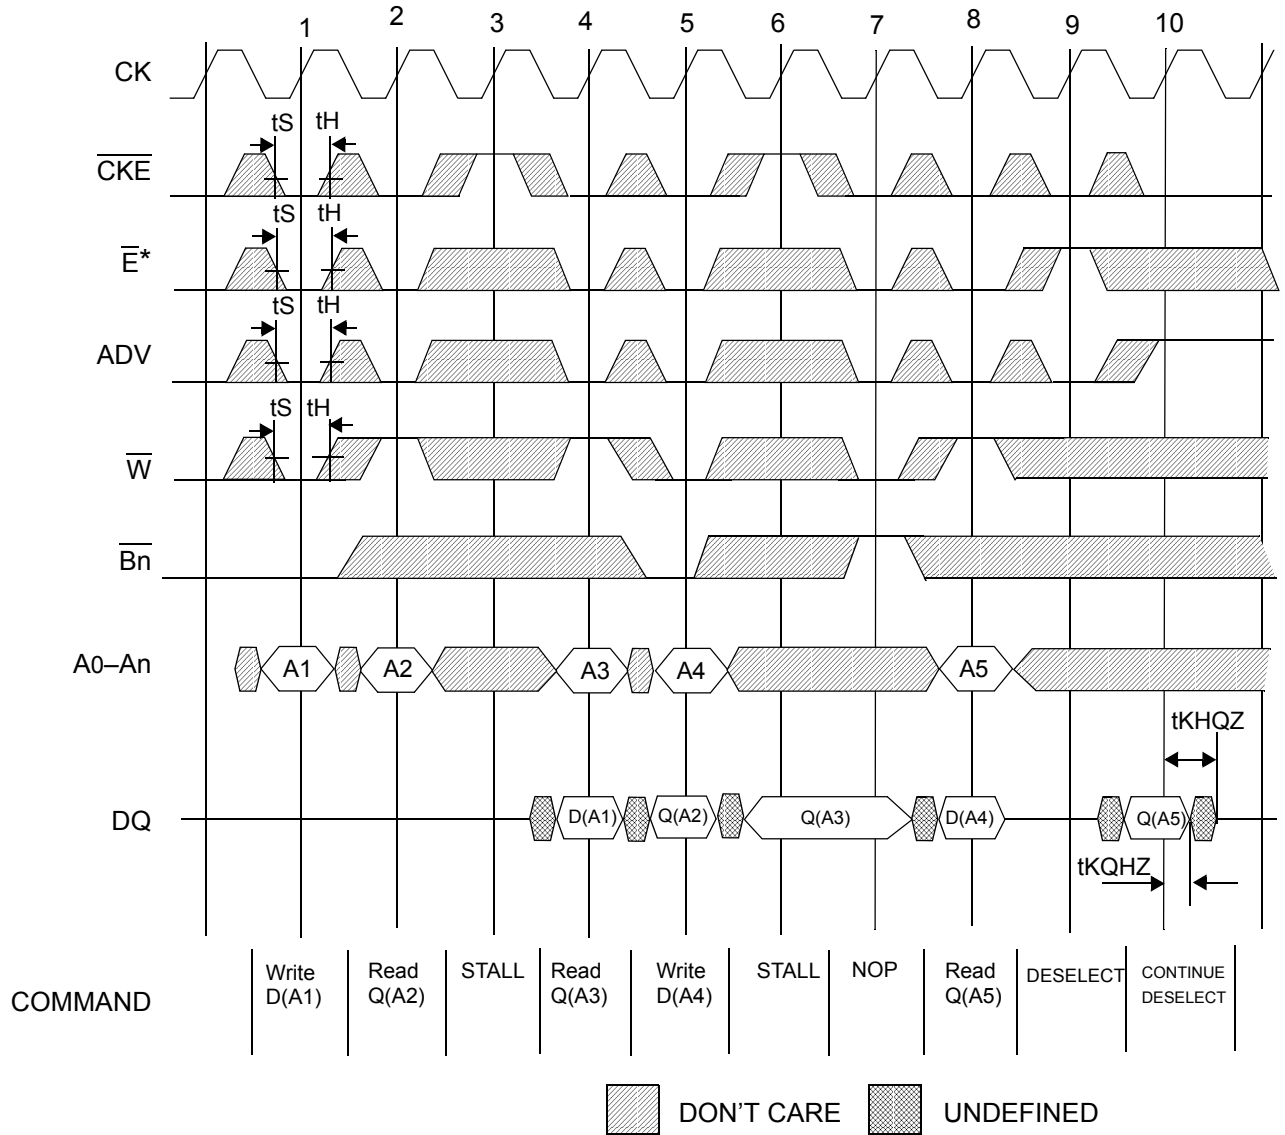 1 2 3 4 5 6 7 8 9 10
CK
tS tH
CKE
tS tH
E*
tS tH
ADV
tS tH
W
Bn
A0–An A1 A2 A3 A4 A5
tKHQZ
DQ D(A1) Q(A2) Q(A3) D(A4) Q(A5)
tKQHZ
COMMAND
Write
D(A1)
Read
Q(A2)
STALL
Read
Q(A3)
Write
D(A4)
STALL
NOP
Read
Q(A5)
DESELECT
CONTINUE
DESELECT
DON'T CARE
UNDEFINED